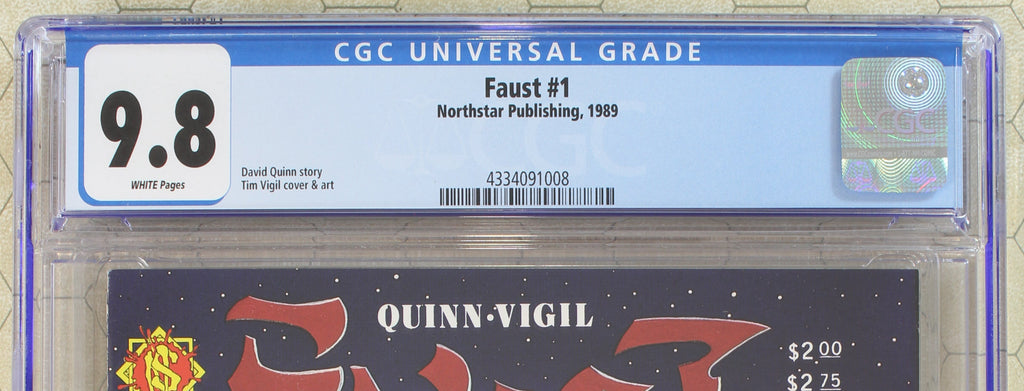 CGC UNIVERSAL GRADE
9.8
WHITE Pages
Faust #1
Northstar Publishing, 1989
David Quinn story
Tim Vigil cover & art
CGC
CGC
4334091008
QUINN·VIGIL
$2 00
$2 75